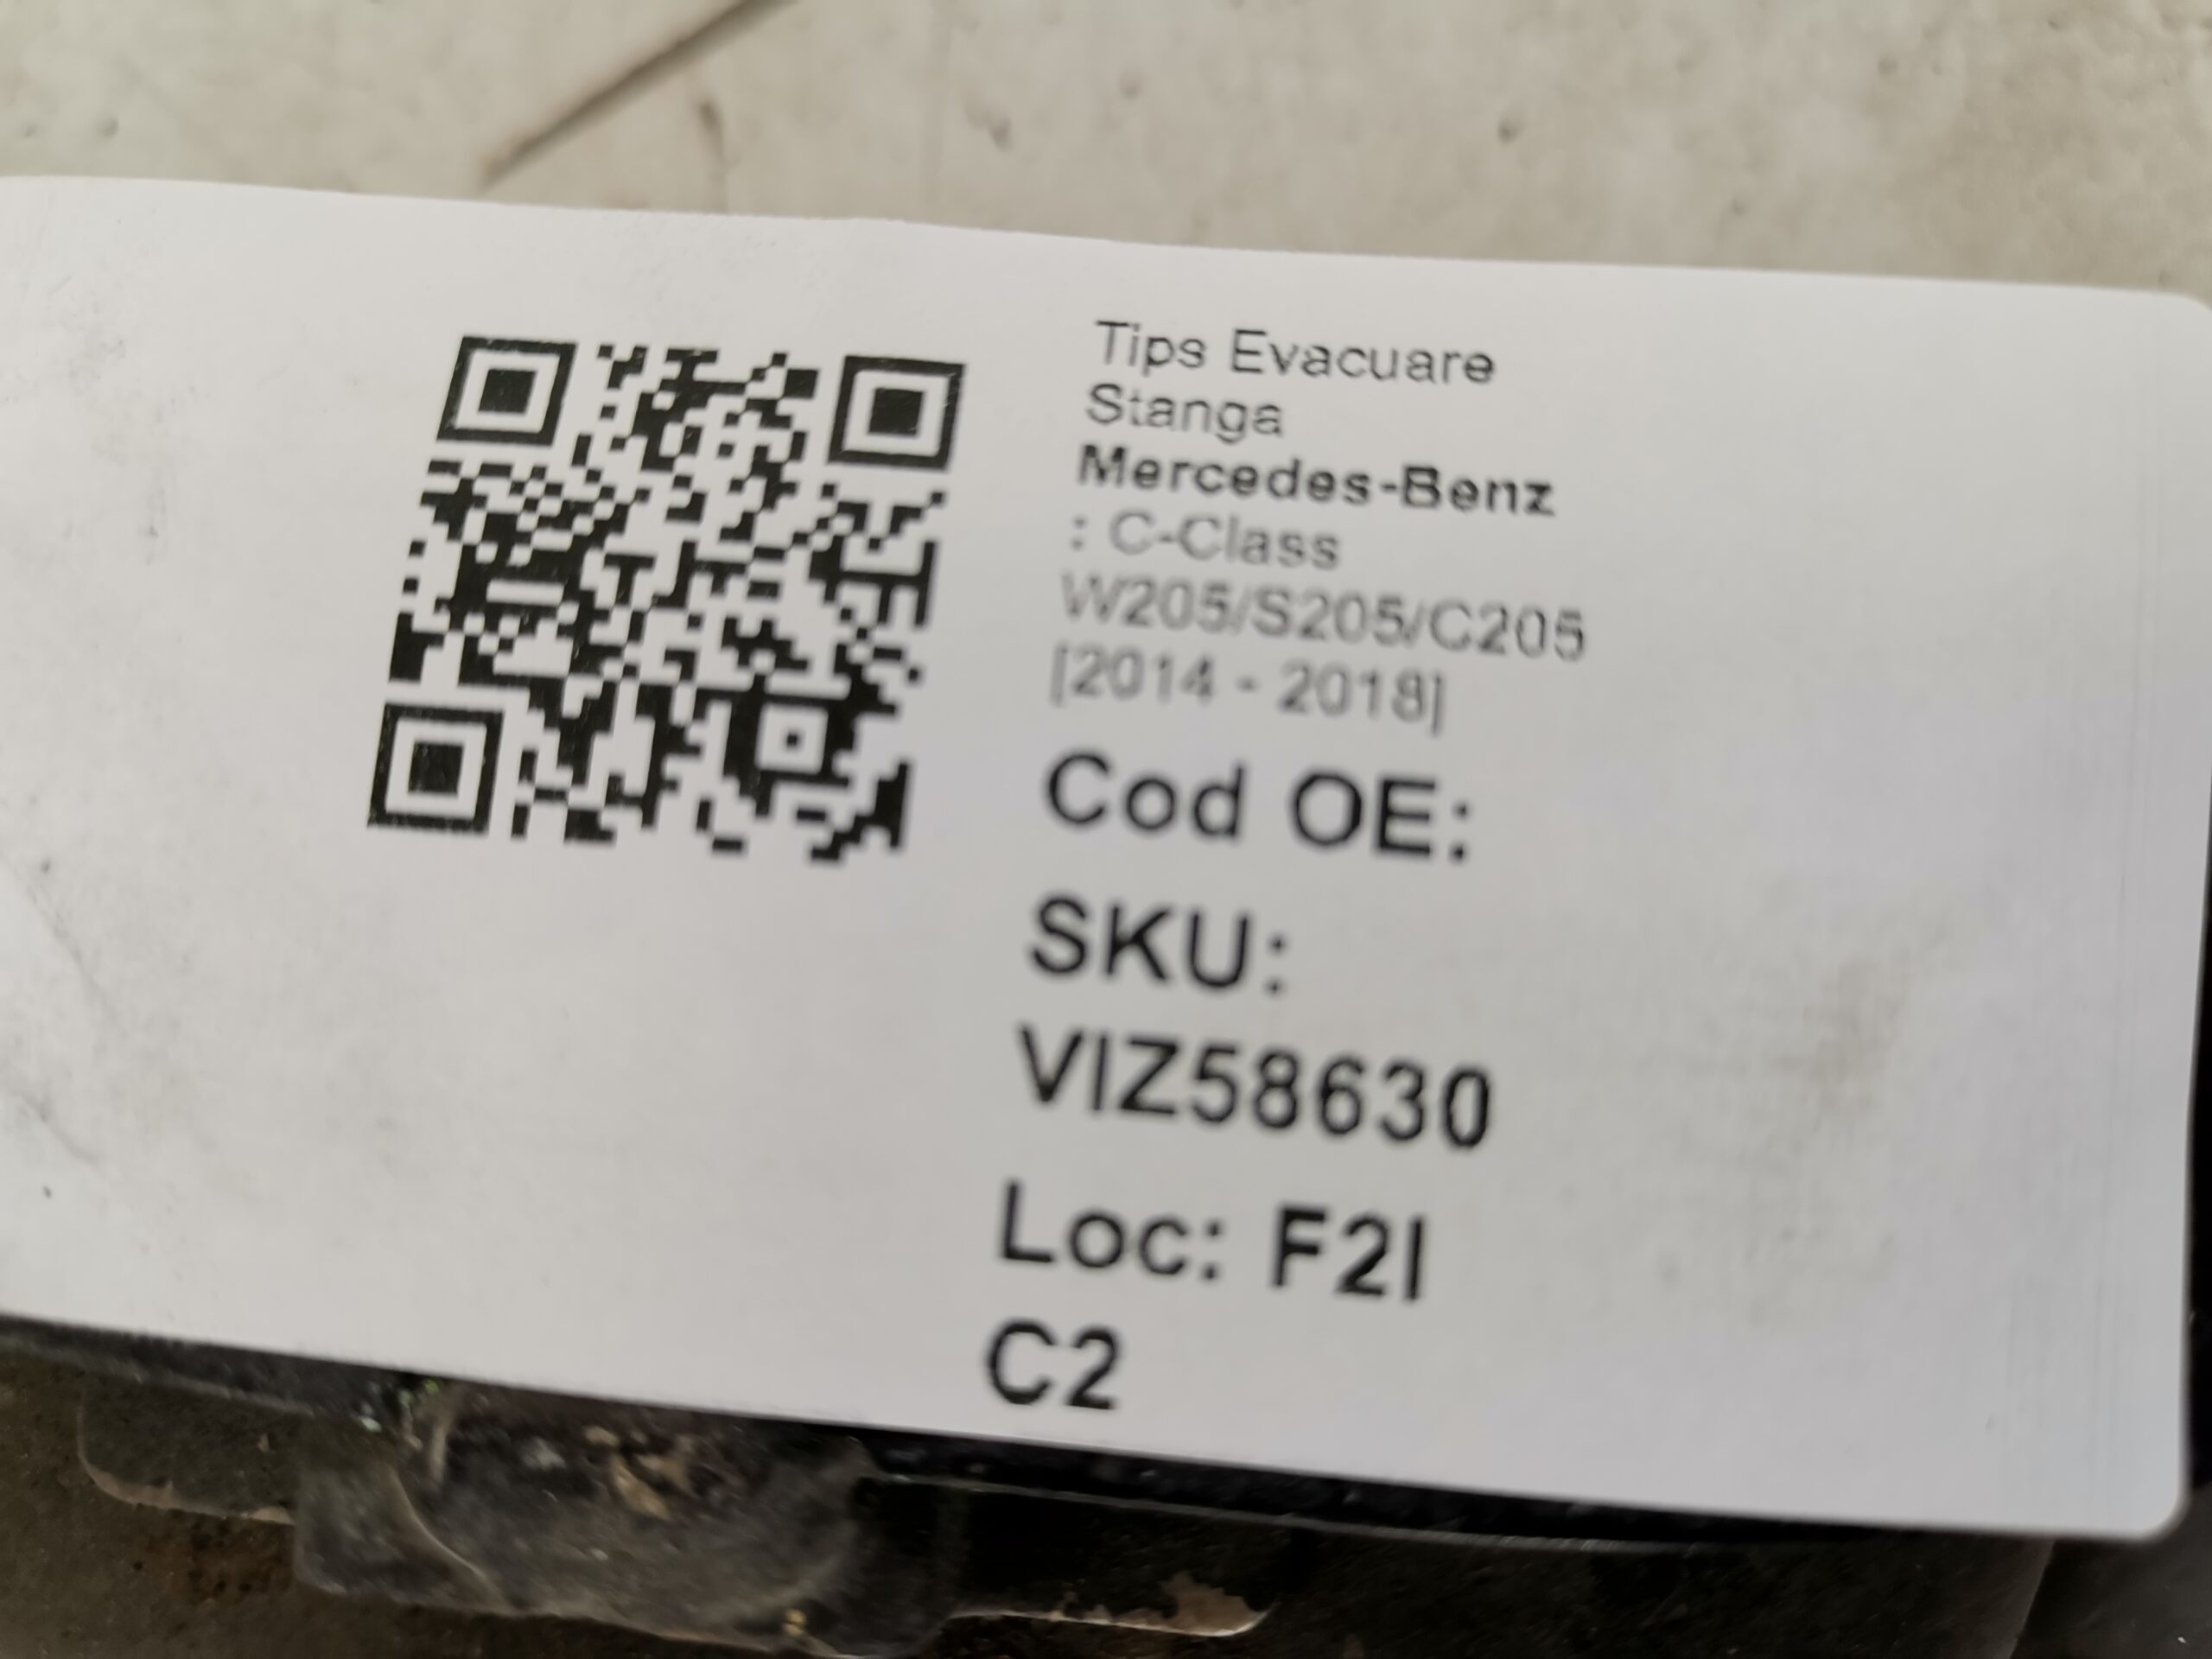 Tips Evacuare
Stanga
Mercedes-Benz
: C-Class
W205/S205/C205
[2014 - 2018]
Cod OE:
SKU:
VIZ58630
Loc: F2I
C2